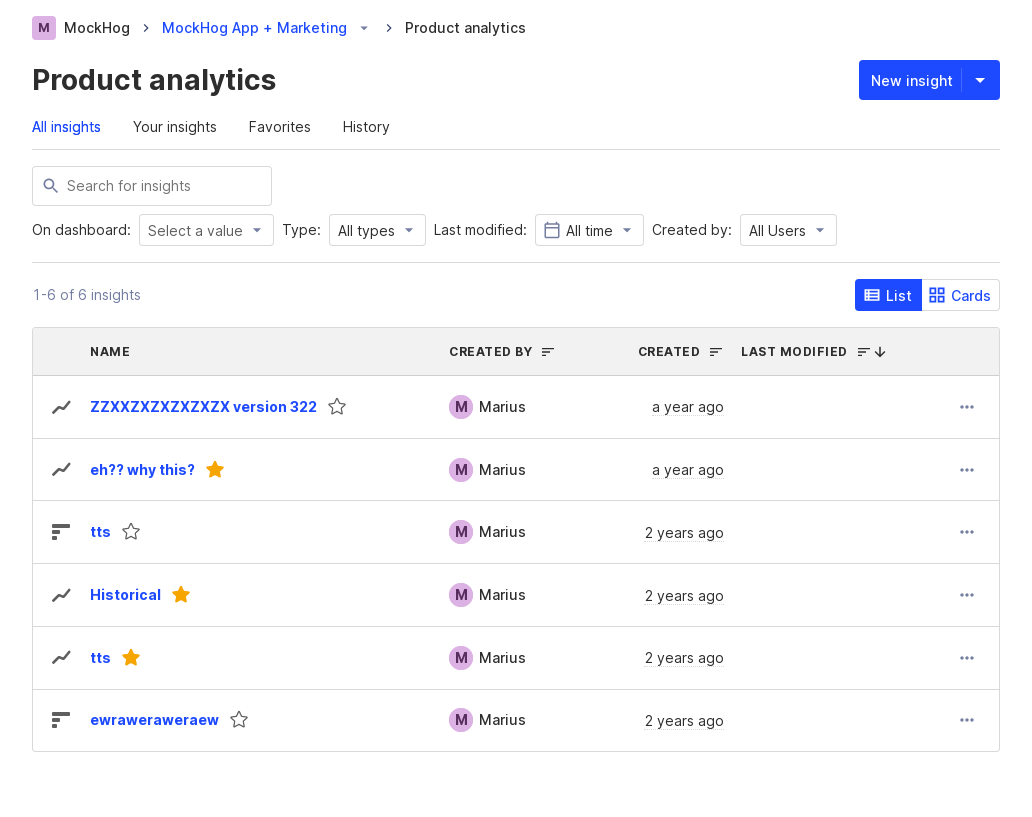 M MockHog MockHog App + Marketing Product analytics
Product analytics
New insight
All insights Your insights Favorites History
Search for insights
On dashboard: Select a value Type: All types Last modified: All time Created by: All Users
1-6 of 6 insights List Cards
NAME CREATED BY CREATED LAST MODIFIED
ZZXXZXZXZXZXZX version 322 M Marius a year ago
eh?? why this? M Marius a year ago
tts M Marius 2 years ago
Historical M Marius 2 years ago
tts M Marius 2 years ago
ewraweraweraew M Marius 2 years ago